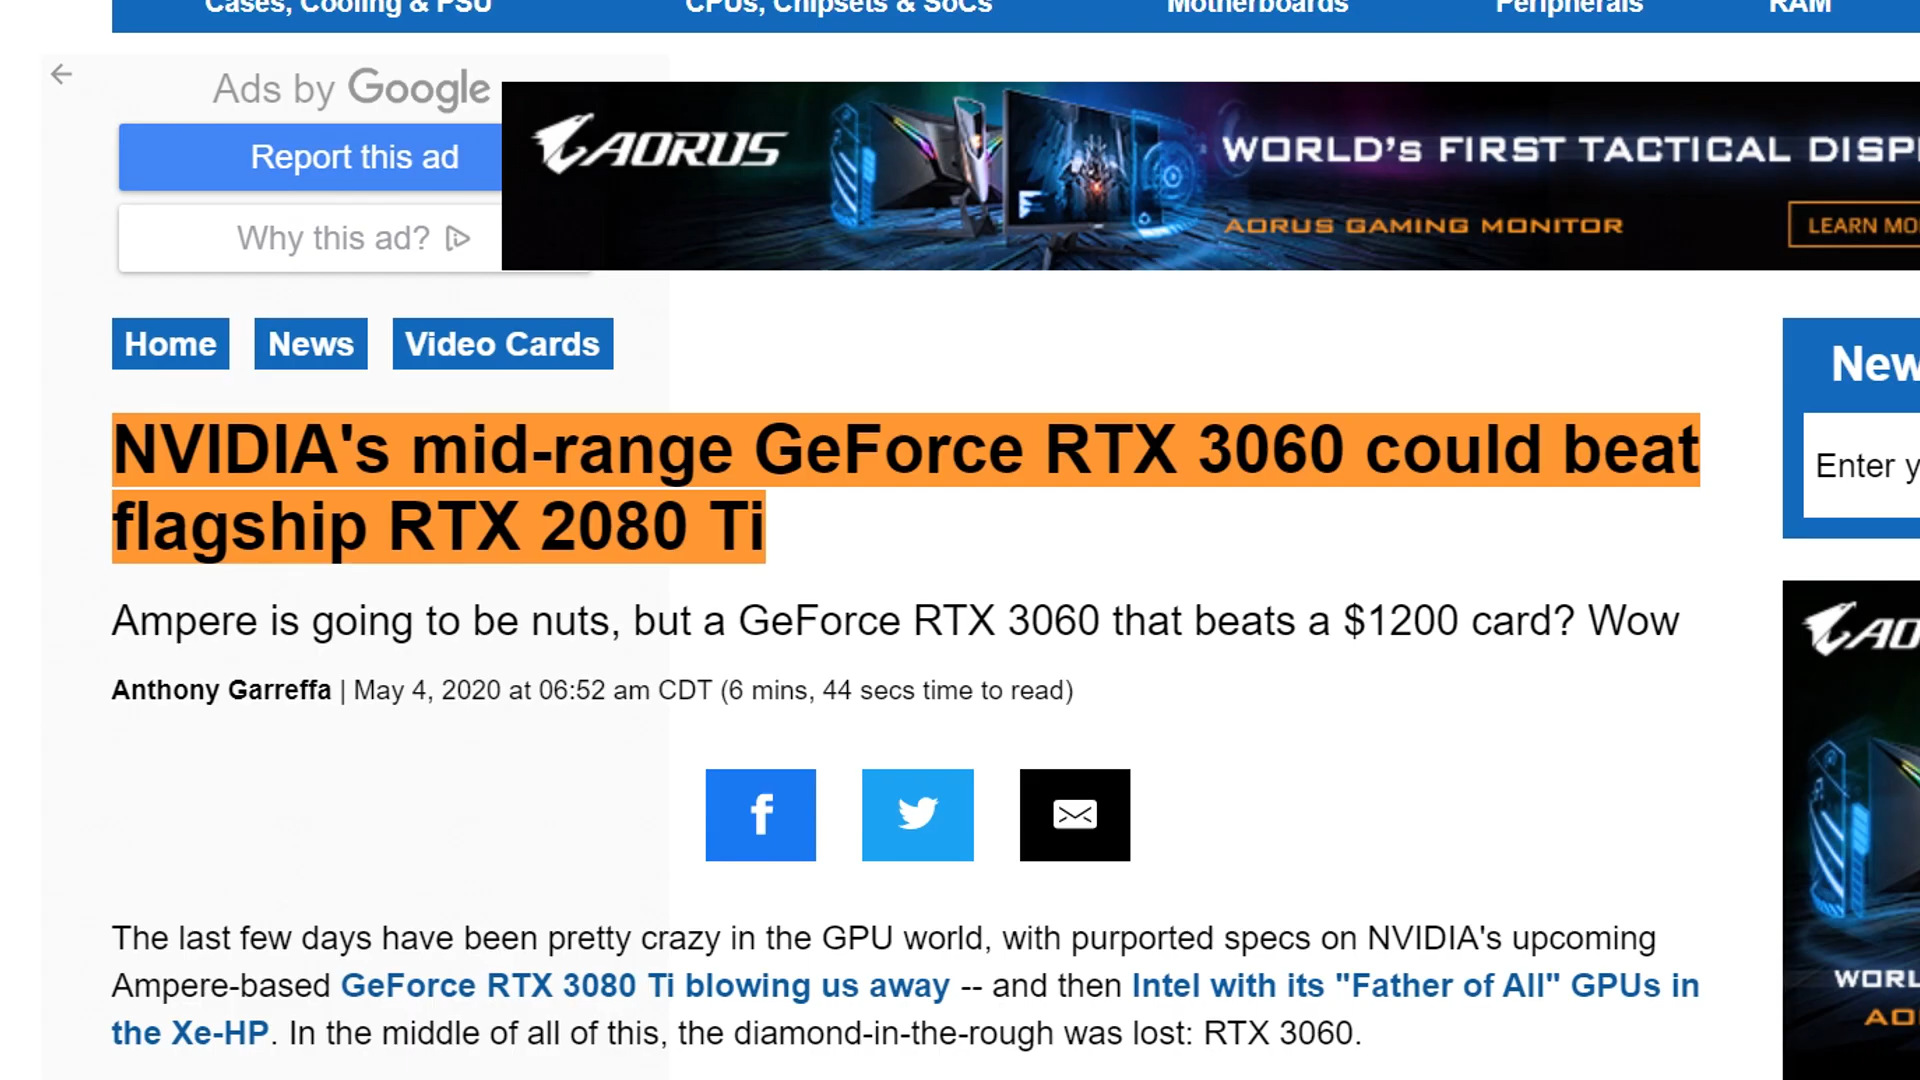 Cases, Cooling & PSU
CPUs, Chipsets & SoCs
Motherboards
Peripherals
RAM
Ads by Google
Report this ad
Why this ad?
AORUS
WORLD's FIRST TACTICAL DISP
AORUS GAMING MONITOR
LEARN MO
Home
News
Video Cards
New
Enter y
NVIDIA's mid-range GeForce RTX 3060 could beat
flagship RTX 2080 Ti
Ampere is going to be nuts, but a GeForce RTX 3060 that beats a $1200 card? Wow
Anthony Garreffa | May 4, 2020 at 06:52 am CDT (6 mins, 44 secs time to read)
AO
The last few days have been pretty crazy in the GPU world, with purported specs on NVIDIA's upcoming
Ampere-based GeForce RTX 3080 Ti blowing us away -- and then Intel with its "Father of All" GPUs in
the Xe-HP. In the middle of all of this, the diamond-in-the-rough was lost: RTX 3060.
WORL
AO